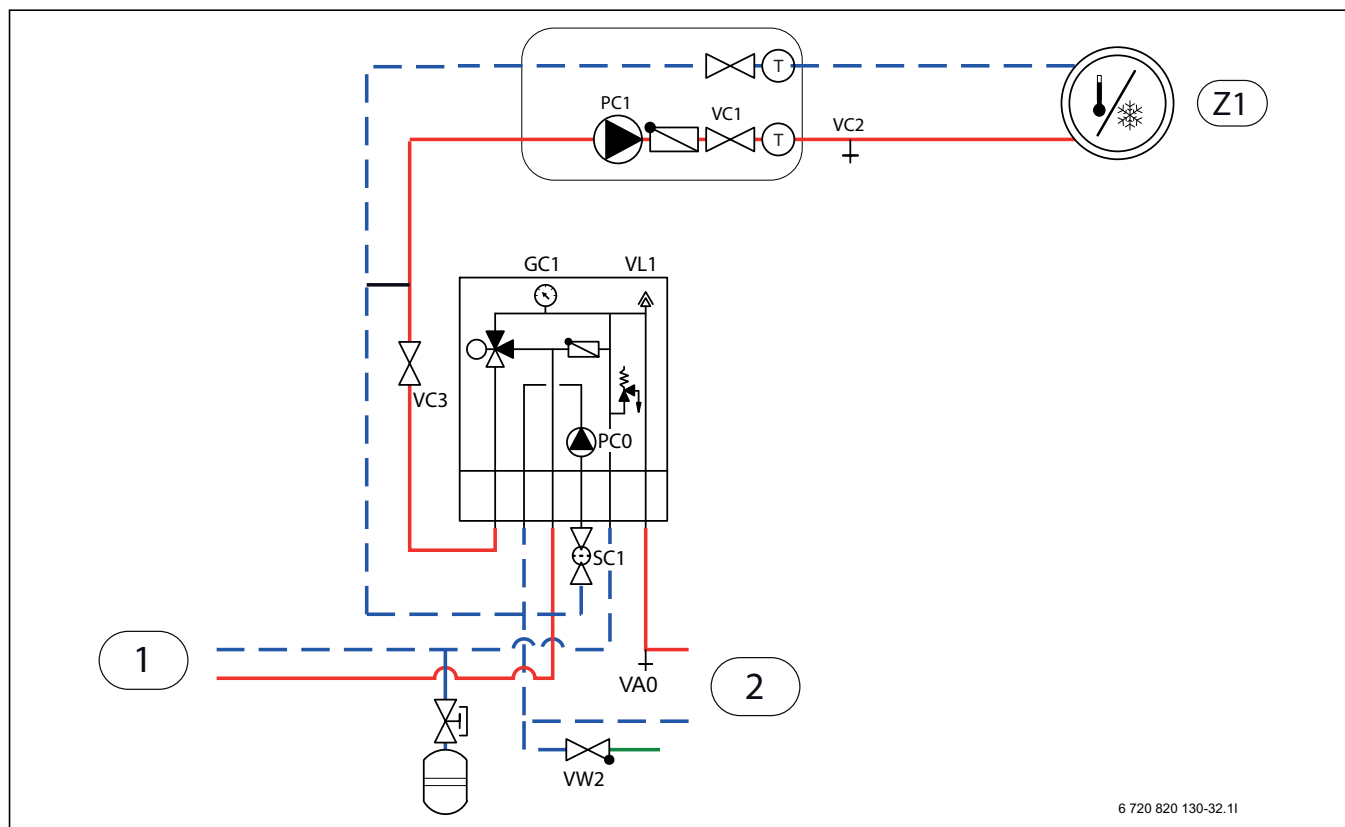 T
PC1
VC1
T
VC2
Z1
GC1
VL1
VC3
PC0
SC1
1
VA0
2
VW2
6 720 820 130-32.1I